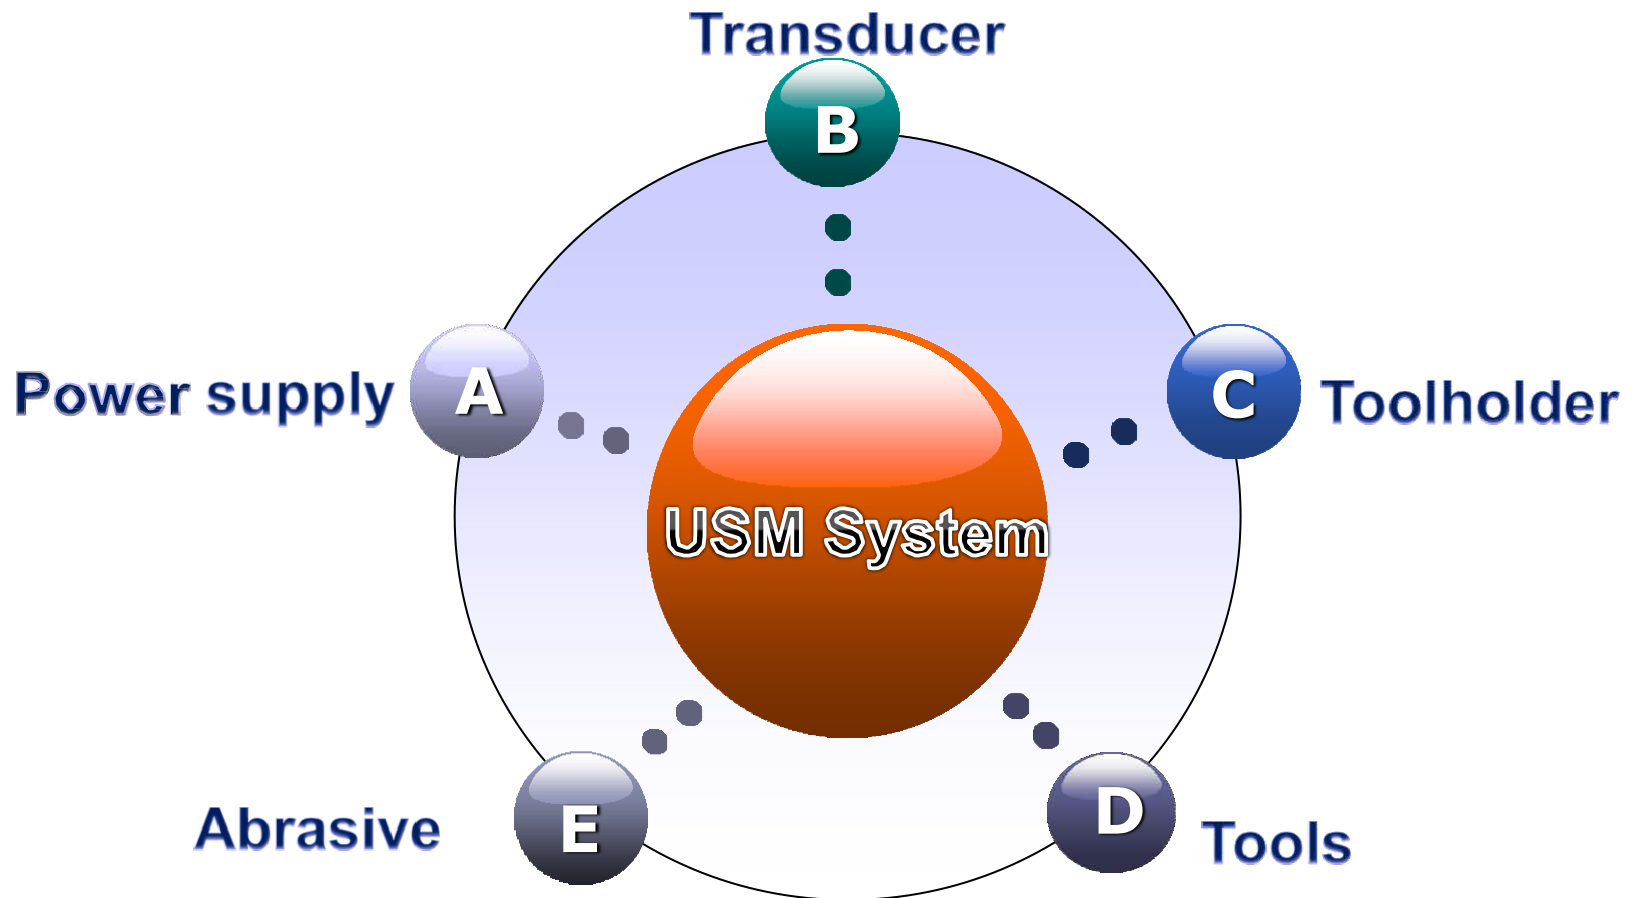 Transducer
B
Power supply
A
C
Toolholder
USM System
Abrasive
E
D
Tools